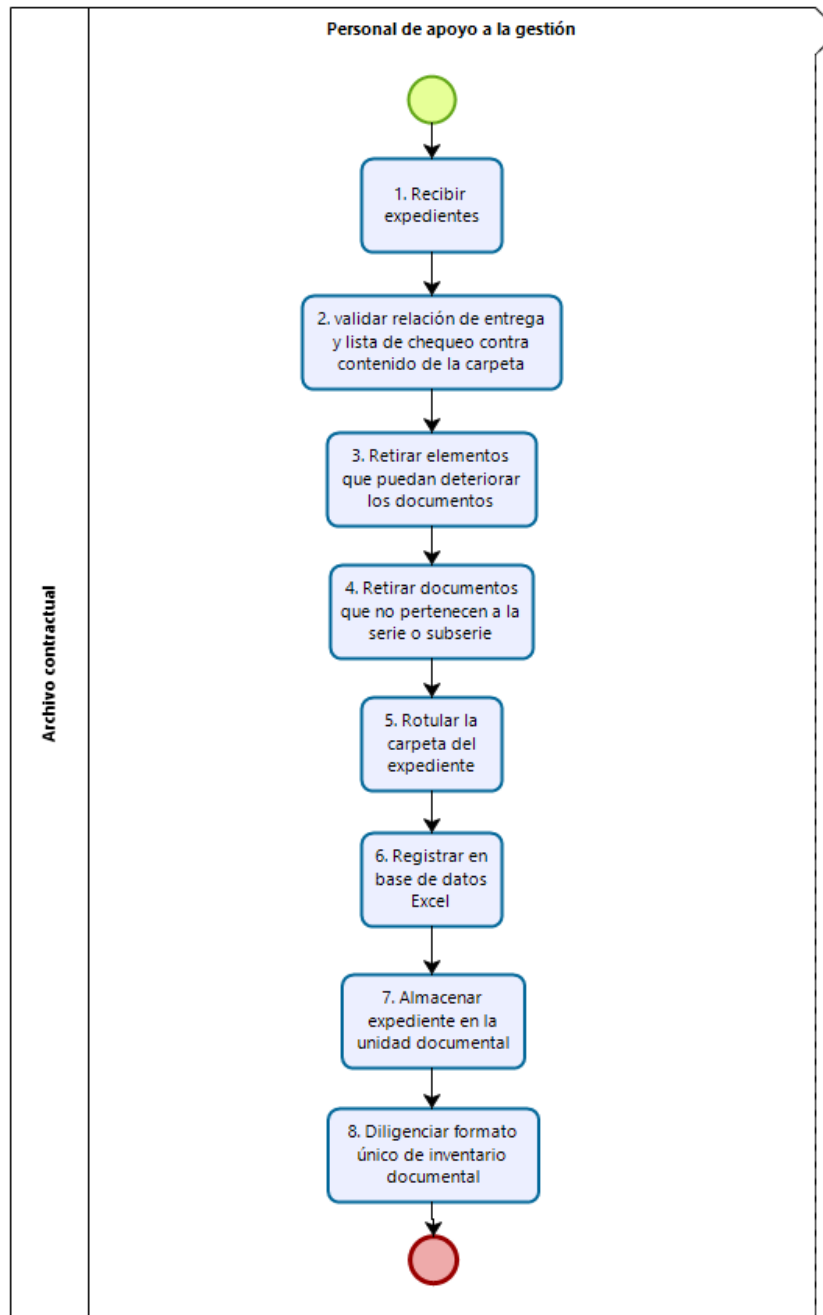 Personal de apoyo a la gestión
Archivo contractual
1. Recibir
expedientes
2. validar relación de entrega
y lista de chequeo contra
contenido de la carpeta
3. Retirar elementos
que puedan deteriorar
los documentos
4. Retirar documentos
que no pertenecen a la
serie o subserie
5. Rotular la
carpeta del
expediente
6. Registrar en
base de datos
Excel
7. Almacenar
expediente en la
unidad documental
8. Diligenciar formato
único de inventario
documental